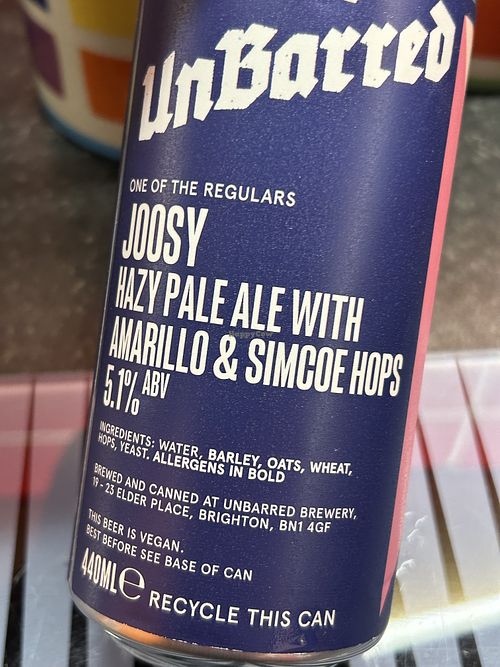 UnBarred
ONE OF THE REGULARS
JOOSY
HAZY PALE ALE WITH
AMARILLO & SIMCOE HOPS
5.1% ABV
INGREDIENTS: WATER, BARLEY, OATS, WHEAT,
HOPS, YEAST. ALLERGENS IN BOLD
BREWED AND CANNED AT UNBARRED BREWERY,
19 - 23 ELDER PLACE, BRIGHTON, BN1 4GF
THIS BEER IS VEGAN.
BEST BEFORE SEE BASE OF CAN
440ML℮ RECYCLE THIS CAN
HappyCow